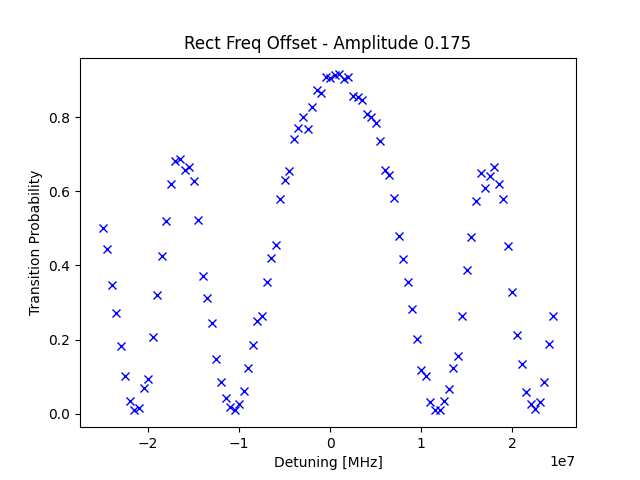 Rect Freq Offset - Amplitude 0.175
Transition Probability
0.8
0.6
0.4
0.2
0.0
−2 −1 0 1 2
1e7
Detuning [MHz]